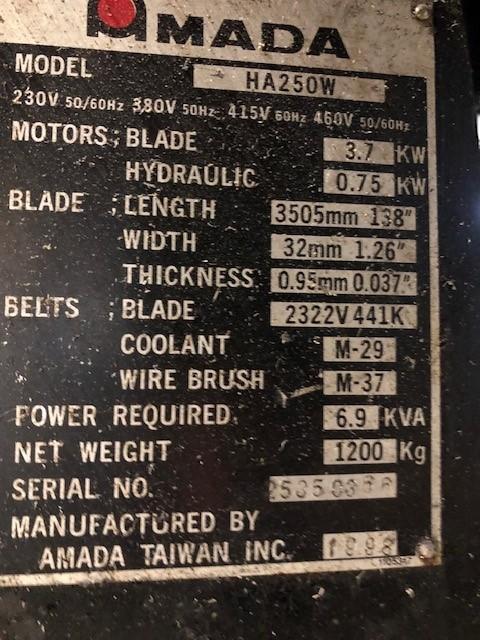 AMADA
MODEL HA250W
230V 50/60Hz 380V 50Hz 415V 60Hz 460V 50/60Hz
MOTORS ; BLADE 3.7 KW
HYDRAULIC 0.75 KW
BLADE ; LENGTH 3505mm 138"
WIDTH 32mm 1.26"
THICKNESS 0.95mm 0.037"
BELTS ; BLADE 2322V441K
COOLANT M-29
WIRE BRUSH M-37
POWER REQUIRED 6.9 KVA
NET WEIGHT 1200 Kg
SERIAL NO.
MANUFACTURED BY
AMADA TAIWAN INC. 1998